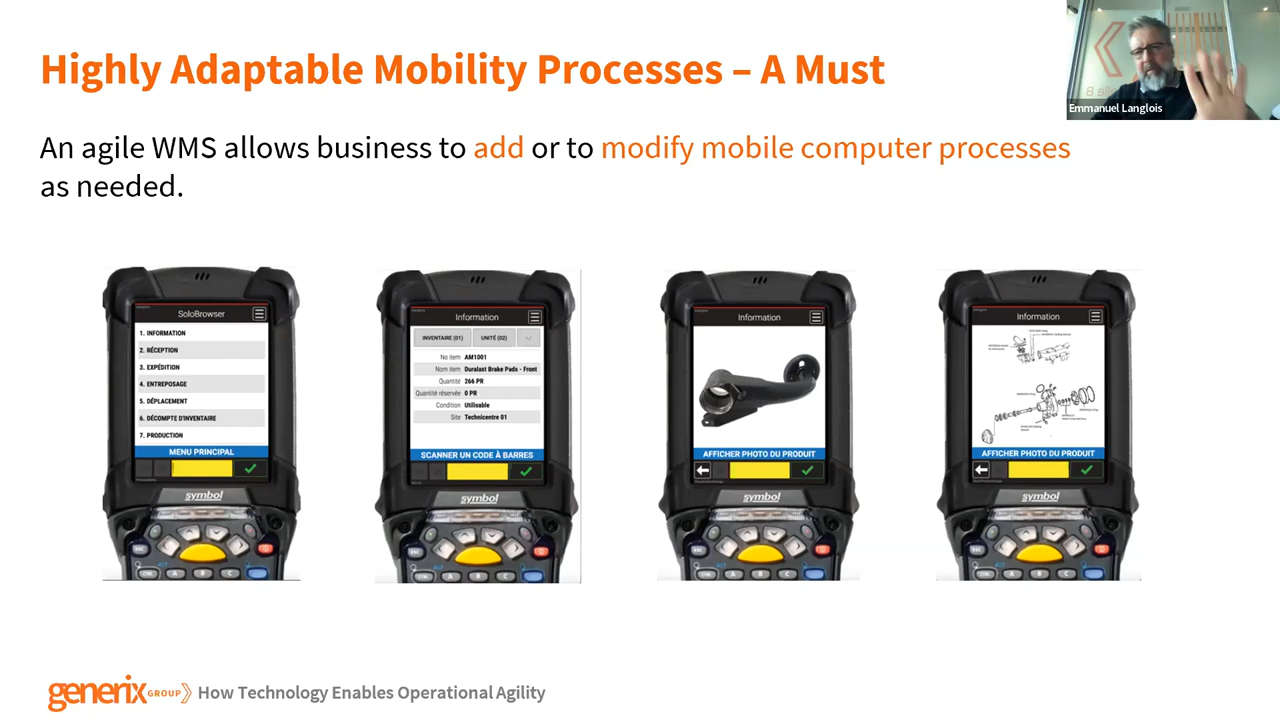 Highly Adaptable Mobility Processes – A Must
Emmanuel Langlois
An agile WMS allows business to add or to modify mobile computer processes
as needed.
SoloBrowser
1. INFORMATION
2. RÉCEPTION
3. EXPÉDITION
4. ENTREPOSAGE
5. DÉPLACEMENT
6. DÉCOMPTE D'INVENTAIRE
7. PRODUCTION
MENU PRINCIPAL
symbol
Information
INVENTAIRE (01) UNITÉ (02)
No item AM1001
Nom item Duralast Brake Pads - Front
Quantité 266 PR
Quantité réservée 0 PR
Condition Utilisable
Site Technicentre 01
SCANNER UN CODE À BARRES
symbol
Information
AFFICHER PHOTO DU PRODUIT
symbol
Information
AFFICHER PHOTO DU PRODUIT
symbol
generix GROUP How Technology Enables Operational Agility